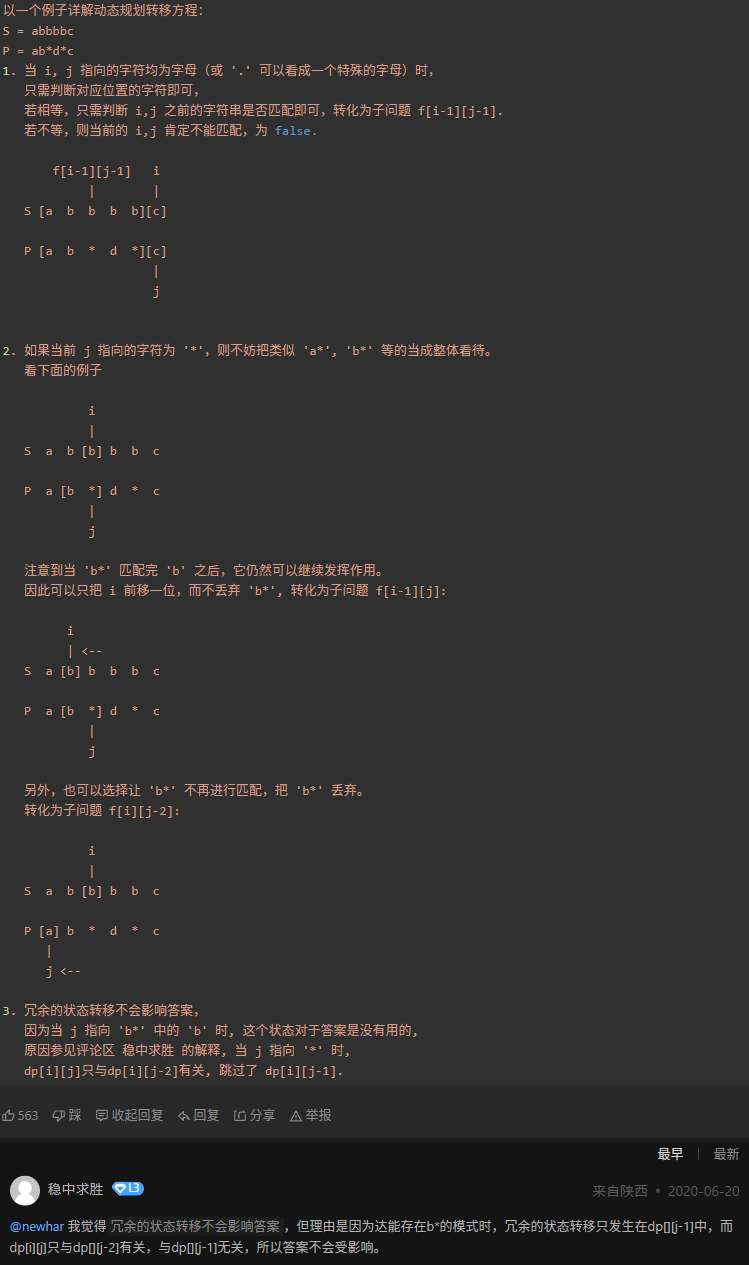 以一个例子详解动态规划转移方程：
S = abbbbc
P = ab*d*c
1. 当 i, j 指向的字符均为字母（或 '.' 可以看成一个特殊的字母）时，
只需判断对应位置的字符即可，
若相等，只需判断 i,j 之前的字符串是否匹配即可，转化为子问题 f[i-1][j-1].
若不等，则当前的 i,j 肯定不能匹配，为 false.
f[i-1][j-1]   i
|        |
S [a  b  b  b  b][c]
P [a  b  *  d  *][c]
|
j
2. 如果当前 j 指向的字符为 '*'，则不妨把类似 'a*', 'b*' 等的当成整体看待。
看下面的例子
i
|
S  a  b [b] b  b  c
P  a [b  *] d  *  c
|
j
注意到当 'b*' 匹配完 'b' 之后，它仍然可以继续发挥作用。
因此可以只把 i 前移一位，而不丢弃 'b*', 转化为子问题 f[i-1][j]:
i
| <--
S  a [b] b  b  b  c
P  a [b  *] d  *  c
|
j
另外，也可以选择让 'b*' 不再进行匹配，把 'b*' 丢弃。
转化为子问题 f[i][j-2]:
i
|
S  a  b [b] b  b  c
P [a] b  *  d  *  c
|
j <--
3. 冗余的状态转移不会影响答案，
因为当 j 指向 'b*' 中的 'b' 时, 这个状态对于答案是没有用的,
原因参见评论区 稳中求胜 的解释, 当 j 指向 '*' 时,
dp[i][j]只与dp[i][j-2]有关, 跳过了 dp[i][j-1].
563 踩 收起回复 回复 分享 举报
最早 | 最新
稳中求胜 L3 来自陕西 • 2020-06-20
@newhar 我觉得 冗余的状态转移不会影响答案 ，但理由是因为达能存在b*的模式时，冗余的状态转移只发生在dp[][j-1]中，而
dp[i][j]只与dp[][j-2]有关，与dp[][j-1]无关，所以答案不会受影响。